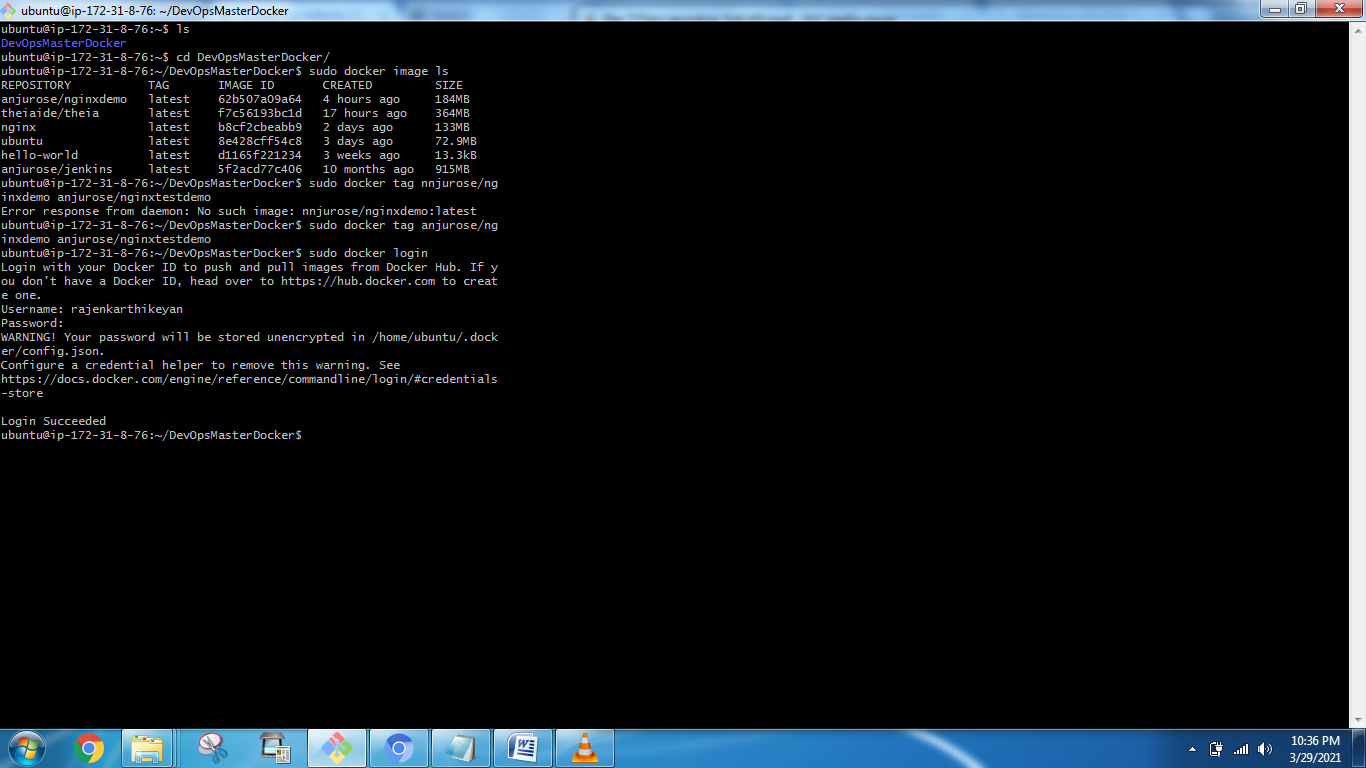 ubuntu@ip-172-31-8-76: ~/DevOpsMasterDocker
ubuntu@ip-172-31-8-76:~$ ls
DevOpsMasterDocker
ubuntu@ip-172-31-8-76:~$ cd DevOpsMasterDocker/
ubuntu@ip-172-31-8-76:~/DevOpsMasterDocker$ sudo docker image ls
REPOSITORY           TAG       IMAGE ID       CREATED         SIZE
anjurose/nginxdemo   latest    62b507a09a64   4 hours ago     184MB
theiaide/theia       latest    f7c56193bc1d   17 hours ago    364MB
nginx                latest    b8cf2cbeabb9   2 days ago      133MB
ubuntu               latest    8e428cff54c8   3 days ago      72.9MB
hello-world          latest    d1165f221234   3 weeks ago     13.3kB
anjurose/jenkins     latest    5f2acd77c406   10 months ago   915MB
ubuntu@ip-172-31-8-76:~/DevOpsMasterDocker$ sudo docker tag nnjurose/ng
inxdemo anjurose/nginxtestdemo
Error response from daemon: No such image: nnjurose/nginxdemo:latest
ubuntu@ip-172-31-8-76:~/DevOpsMasterDocker$ sudo docker tag anjurose/ng
inxdemo anjurose/nginxtestdemo
ubuntu@ip-172-31-8-76:~/DevOpsMasterDocker$ sudo docker login
Login with your Docker ID to push and pull images from Docker Hub. If y
ou don't have a Docker ID, head over to https://hub.docker.com to creat
e one.
Username: rajenkarthikeyan
Password:
WARNING! Your password will be stored unencrypted in /home/ubuntu/.dock
er/config.json.
Configure a credential helper to remove this warning. See
https://docs.docker.com/engine/reference/commandline/login/#credentials
-store
Login Succeeded
ubuntu@ip-172-31-8-76:~/DevOpsMasterDocker$
10:36 PM
3/29/2021